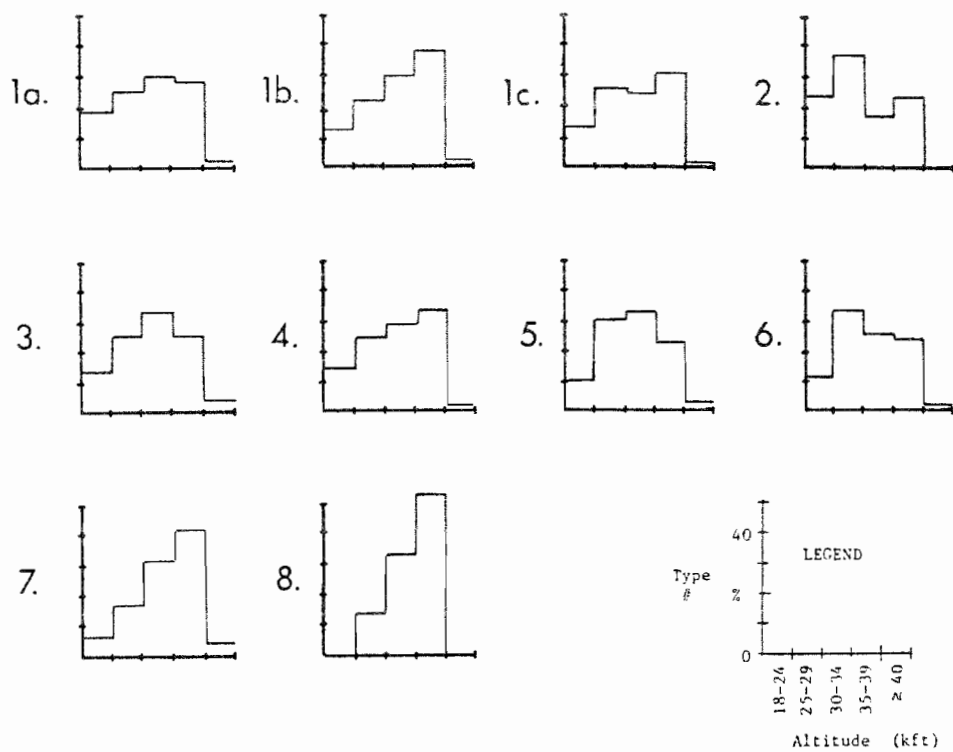 1a.
1b.
1c.
2.
3.
4.
5.
6.
7.
8.
40
LEGEND
Type
# %
0
18-24
25-29
30-34
35-39
≥ 40
Altitude (kft)